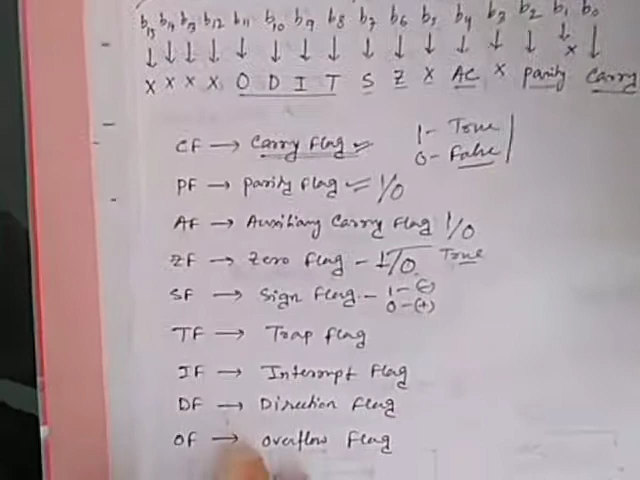 b15 b14 b13 b12 b11 b10 b9 b8 b7 b6 b5 b4 b3 b2 b1 b0
↓ ↓ ↓ ↓ ↓ ↓ ↓ ↓ ↓ ↓ ↓ ↓ ↓ ↓ ↓ ↓
X X X X O D I T S Z X AC X parity X Carry
CF → Carry flag ✓ 1 - True
0 - False
PF → parity flag = 1/0
AF → Auxiliary Carry flag 1/0
ZF → Zero flag - 1/0 True
SF → Sign flag - 1 - (-)
0 - (+)
TF → Trap flag
IF → Interrupt flag
DF → Direction flag
OF → overflow flag